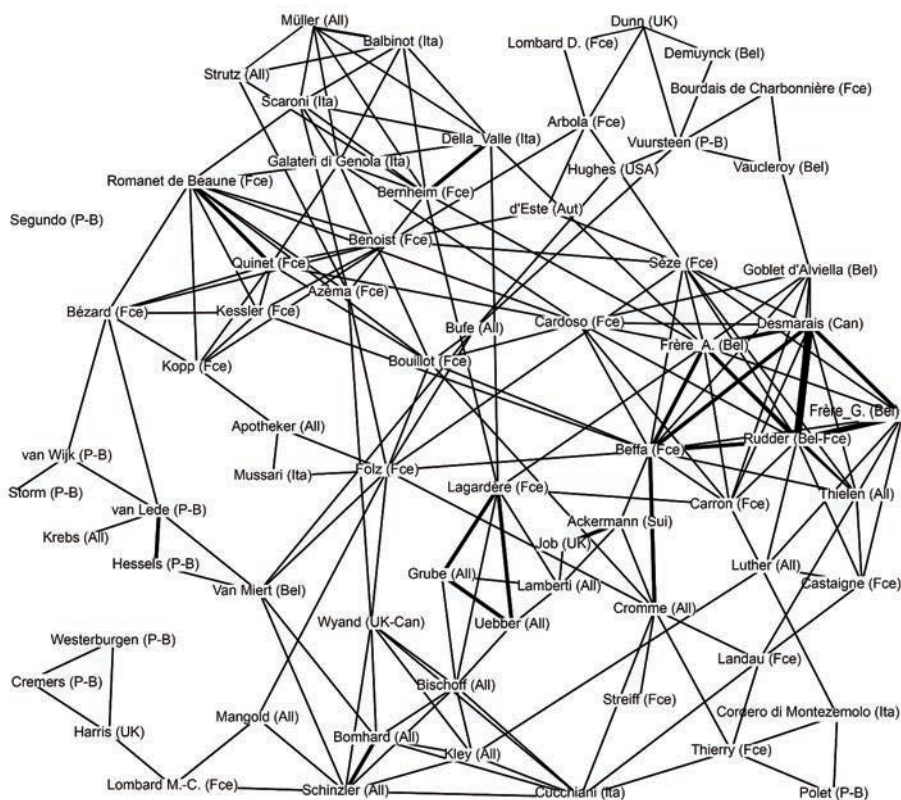 Müller (All)
Dunn (UK)
Balbinot (Ita)
Lombard D. (Fce)
Demuynck (Bel)
Strutz (All)
Bourdais de Charbonnière (Fce)
Scaroni (Ita)
Arbola (Fce)
Della_Valle (Ita)
Vuursteen (P-B)
Galateri di Genola (Ita)
Hughes (USA)
Vaucleroy (Bel)
Romanet de Beaune (Fce)
Bernheim (Fce)
d'Este (Aut)
Segundo (P-B)
Benoist (Fce)
Quinet (Fce)
Sèze (Fce)
Goblet d'Alviella (Bel)
Azéma (Fce)
Bézard (Fce)
Kessler (Fce)
Bufe (All)
Cardoso (Fce)
Desmarais (Can)
Frère_A. (Bel)
Kopp (Fce)
Bouillot (Fce)
Frère_G. (Bel)
Apotheker (All)
Beffa (Fce)
Rudder (Bel-Fce)
van Wijk (P-B)
Mussari (Ita)
Folz (Fce)
Storm (P-B)
Lagardere (Fce)
Carron (Fce)
Thielen (All)
van Lede (P-B)
Ackermann (Sui)
Krebs (All)
Job (UK)
Hessels (P-B)
Grube (All)
Lamberti (All)
Luther (All)
Castaigne (Fce)
Van Miert (Bel)
Cromme (All)
Wyand (UK-Can)
Uebber (All)
Westerburgen (P-B)
Landau (Fce)
Cremers (P-B)
Bischoff (All)
Streiff (Fce)
Mangold (All)
Cordero di Montezemolo (Ita)
Harris (UK)
Bomhard (All)
Kley (All)
Thierry (Fce)
Lombard M.-C. (Fce)
Schinzler (All)
Cucchiani (Ita)
Polet (P-B)